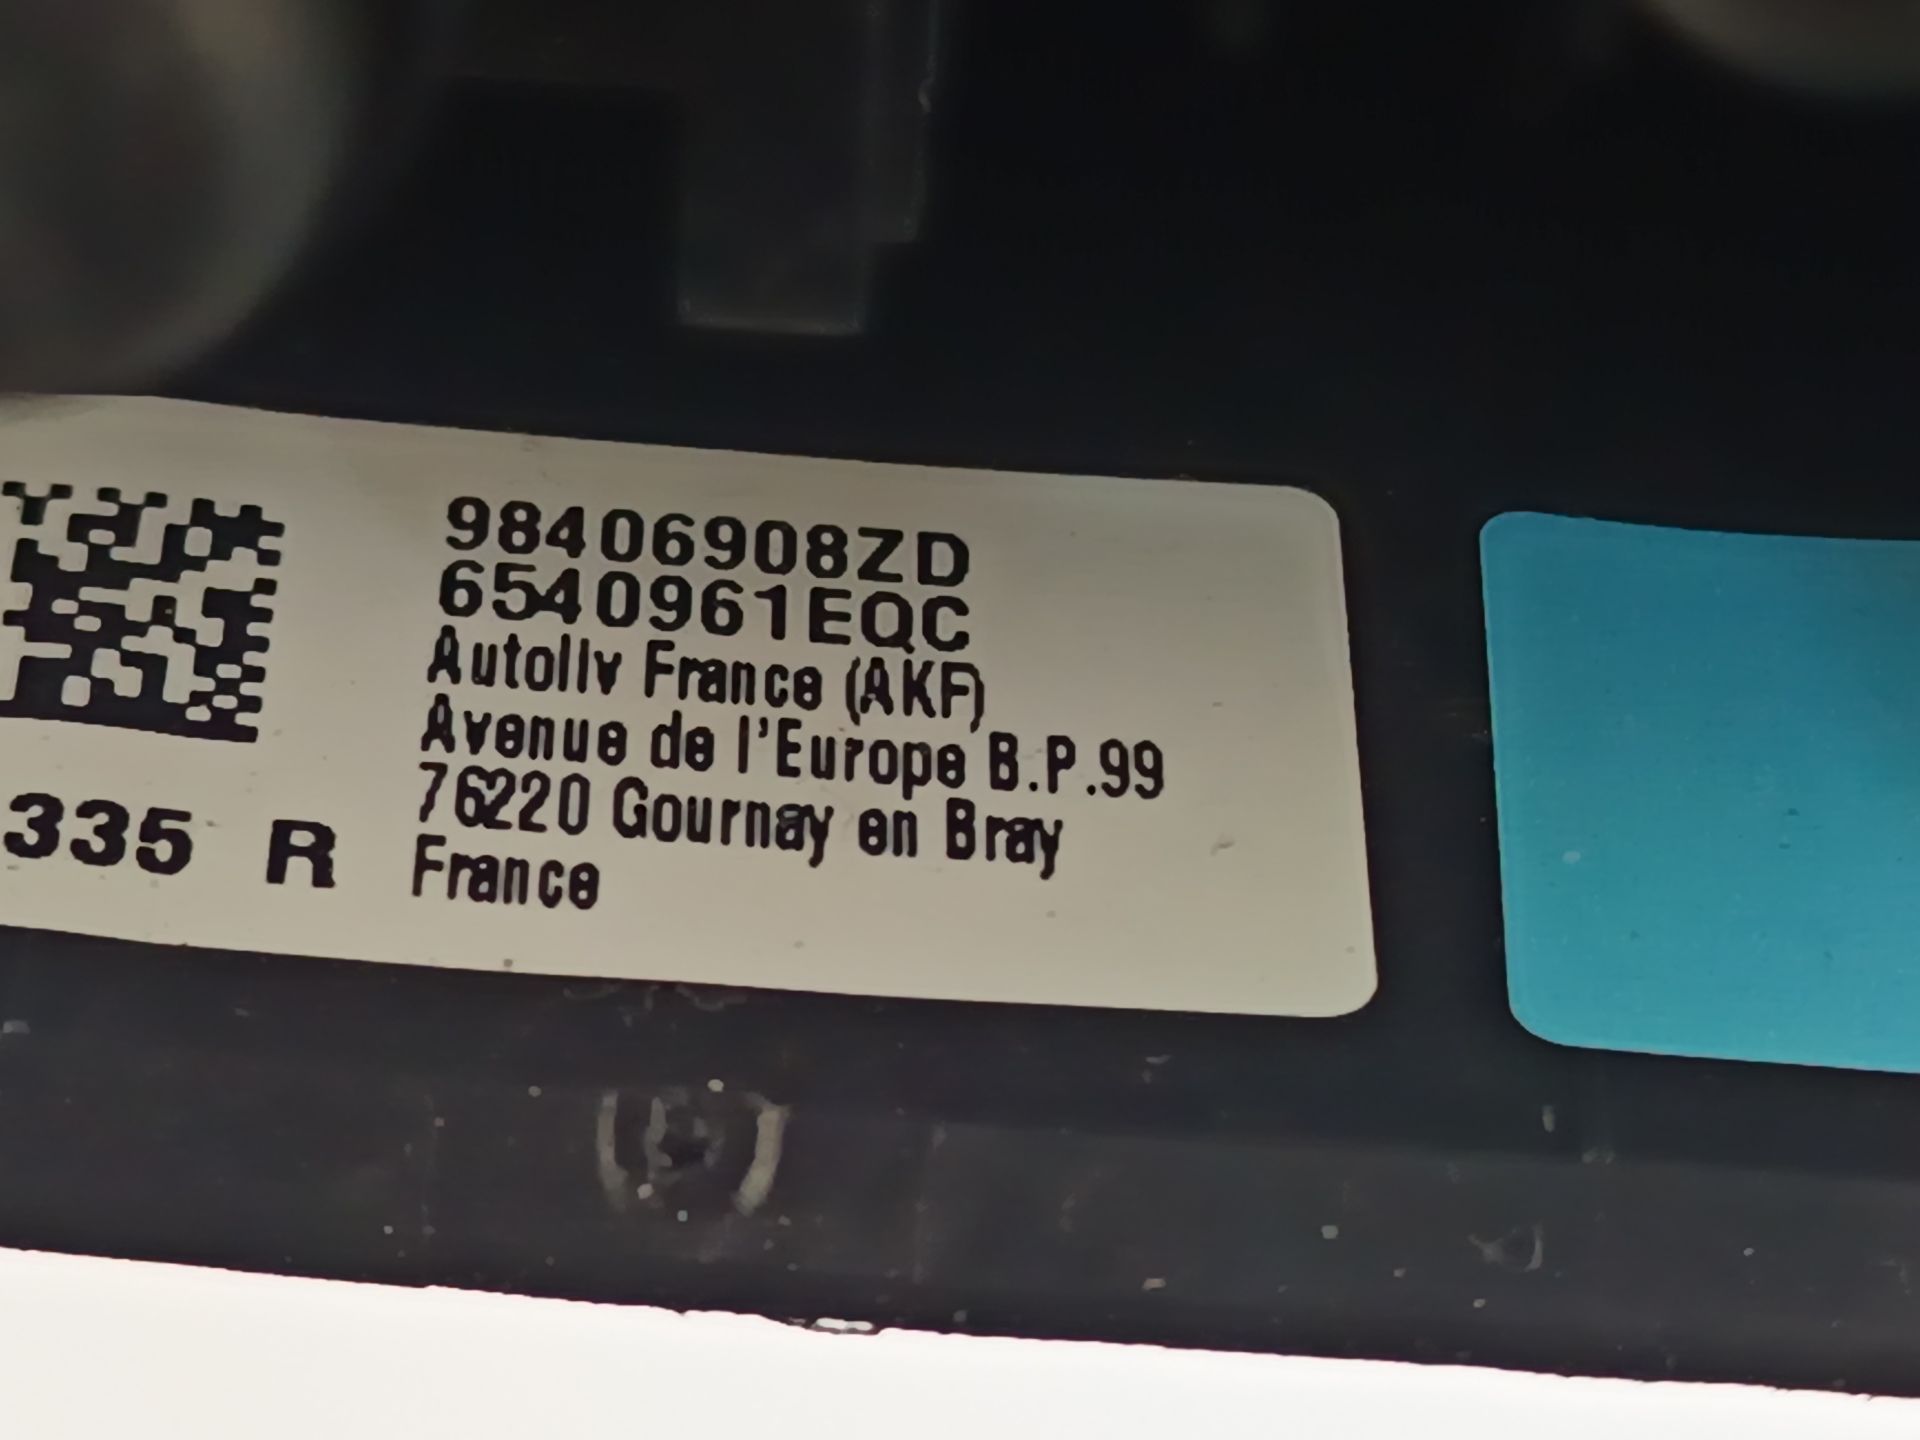 98406908ZD
6540961EQC
Autoliv France (AKF)
Avenue de l'Europe B.P.99
76220 Gournay en Bray
France
335 R